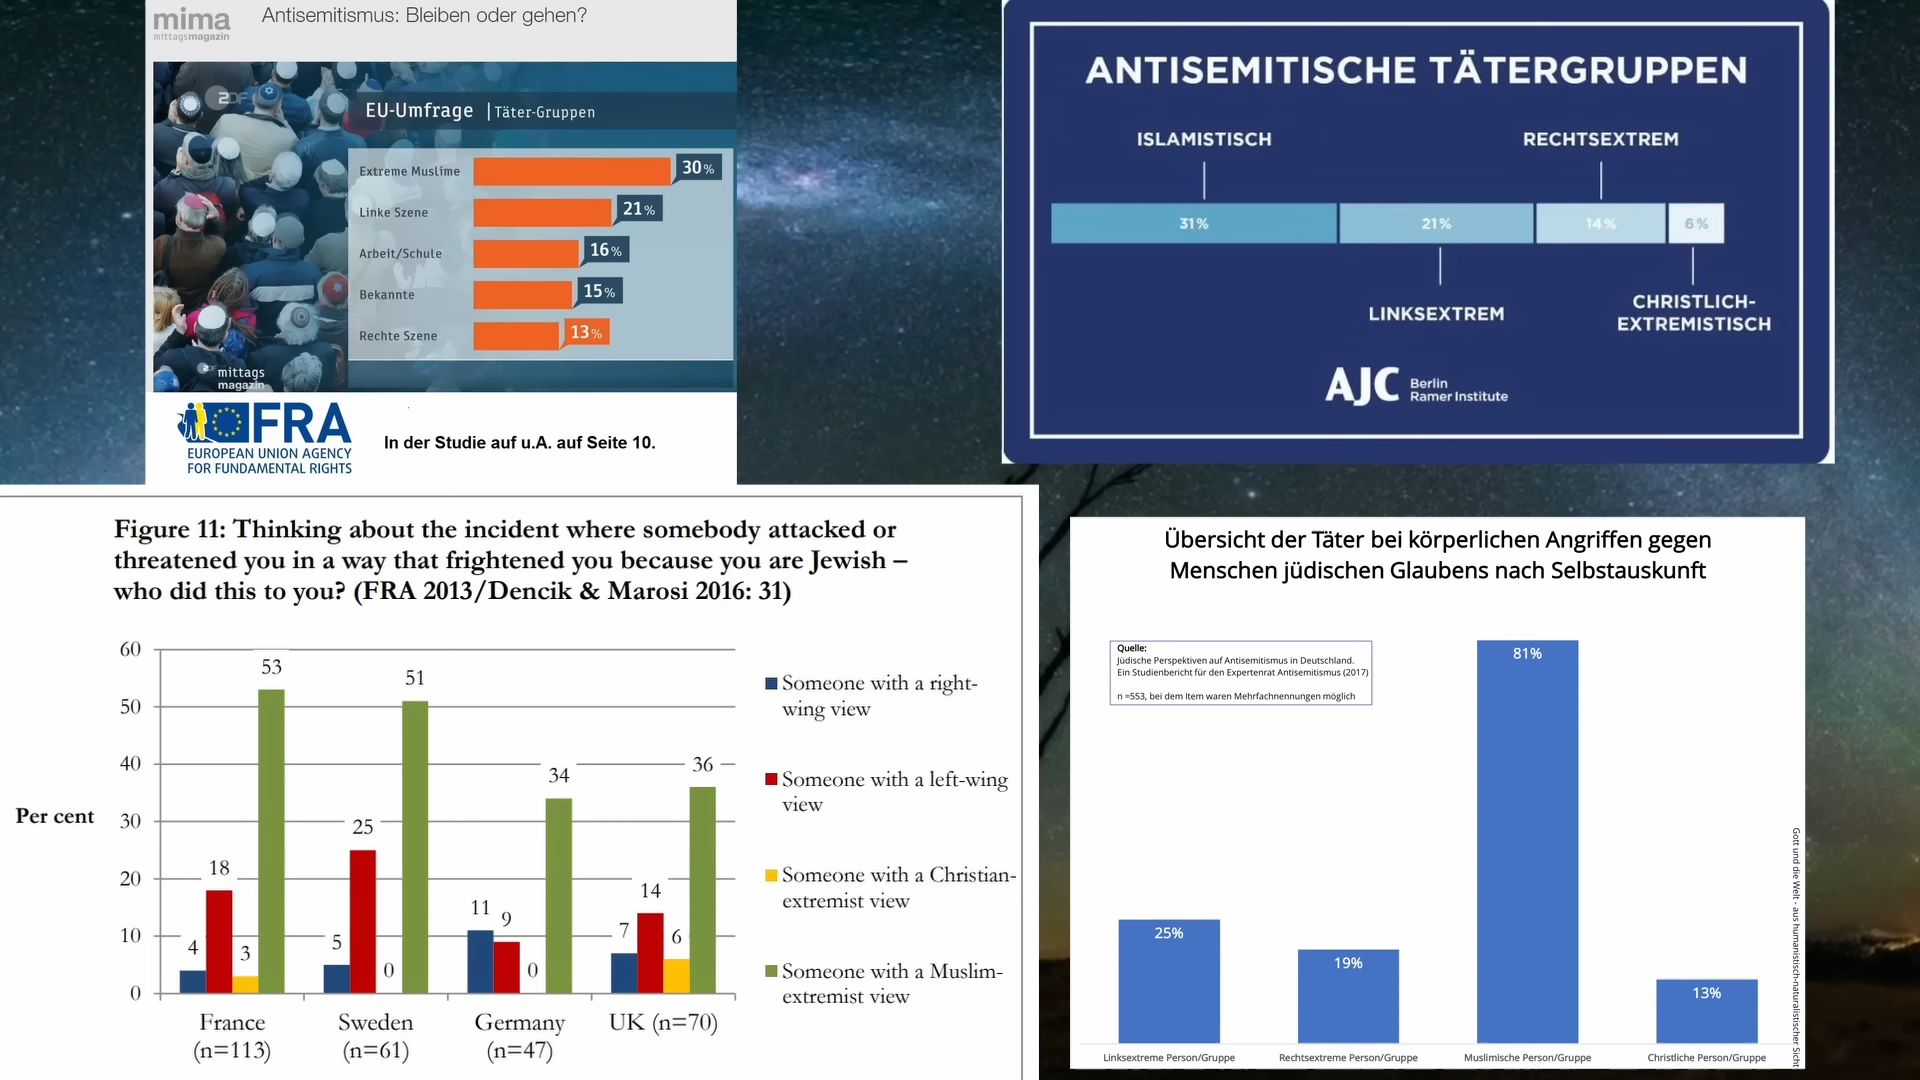 mima
mittagsmagazin
Antisemitismus: Bleiben oder gehen?
ZDF
EU-Umfrage | Täter-Gruppen
Extreme Muslime 30%
Linke Szene 21%
Arbeit/Schule 16%
Bekannte 15%
Rechte Szene 13%
mittags
magazin
FRA
EUROPEAN UNION AGENCY
FOR FUNDAMENTAL RIGHTS
In der Studie auf u.A. auf Seite 10.
ANTISEMITISCHE TÄTERGRUPPEN
ISLAMISTISCH
RECHTSEXTREM
31%
21%
14%
6%
LINKSEXTREM
CHRISTLICH-
EXTREMISTISCH
AJC
Berlin
Ramer Institute
Figure 11: Thinking about the incident where somebody attacked or
threatened you in a way that frightened you because you are Jewish –
who did this to you? (FRA 2013/Dencik & Marosi 2016: 31)
Per cent
60
50
40
30
20
10
0
4
18
3
53
5
25
0
51
11
9
0
34
7
14
6
36
France
(n=113)
Sweden
(n=61)
Germany
(n=47)
UK (n=70)
Someone with a right-
wing view
Someone with a left-wing
view
Someone with a Christian-
extremist view
Someone with a Muslim-
extremist view
Übersicht der Täter bei körperlichen Angriffen gegen
Menschen jüdischen Glaubens nach Selbstauskunft
Quelle:
Jüdische Perspektiven auf Antisemitismus in Deutschland.
Ein Studienbericht für den Expertenrat Antisemitismus (2017)
n =553, bei dem Item waren Mehrfachnennungen möglich
25%
19%
81%
13%
Linksextreme Person/Gruppe
Rechtsextreme Person/Gruppe
Muslimische Person/Gruppe
Christliche Person/Gruppe
Gott und die Welt - aus humanistisch-naturalistischer Sicht